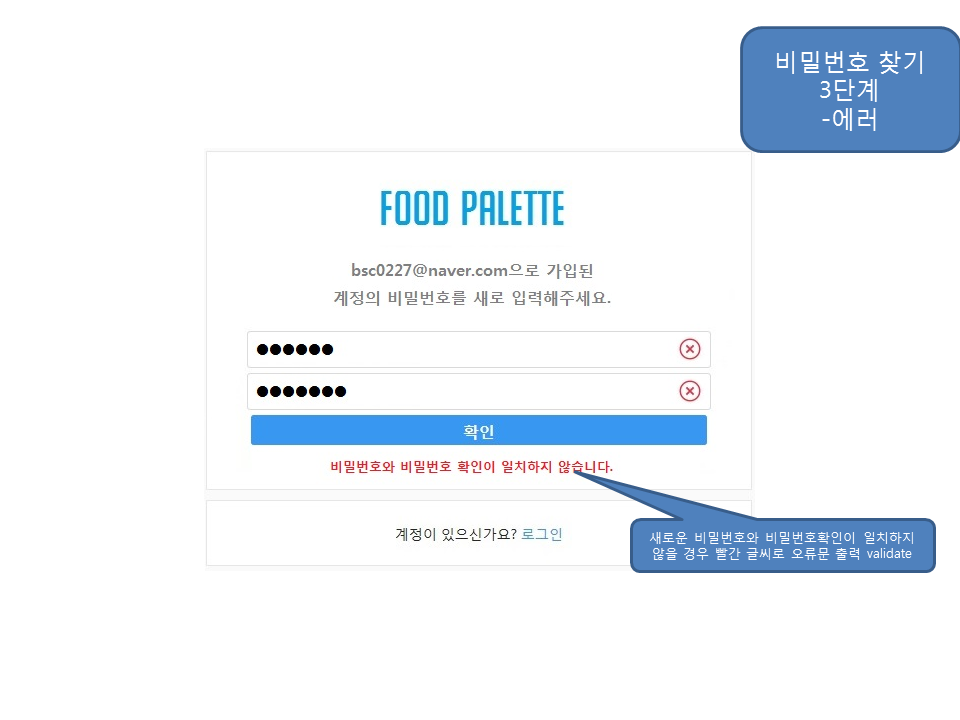 비밀번호 찾기
3단계
-에러
FOOD PALETTE
bsc0227@naver.com으로 가입된
계정의 비밀번호를 새로 입력해주세요.
확인
비밀번호와 비밀번호 확인이 일치하지 않습니다.
계정이 있으신가요? 로그인
새로운 비밀번호와 비밀번호확인이 일치하지
않을 경우 빨간 글씨로 오류문 출력 validate